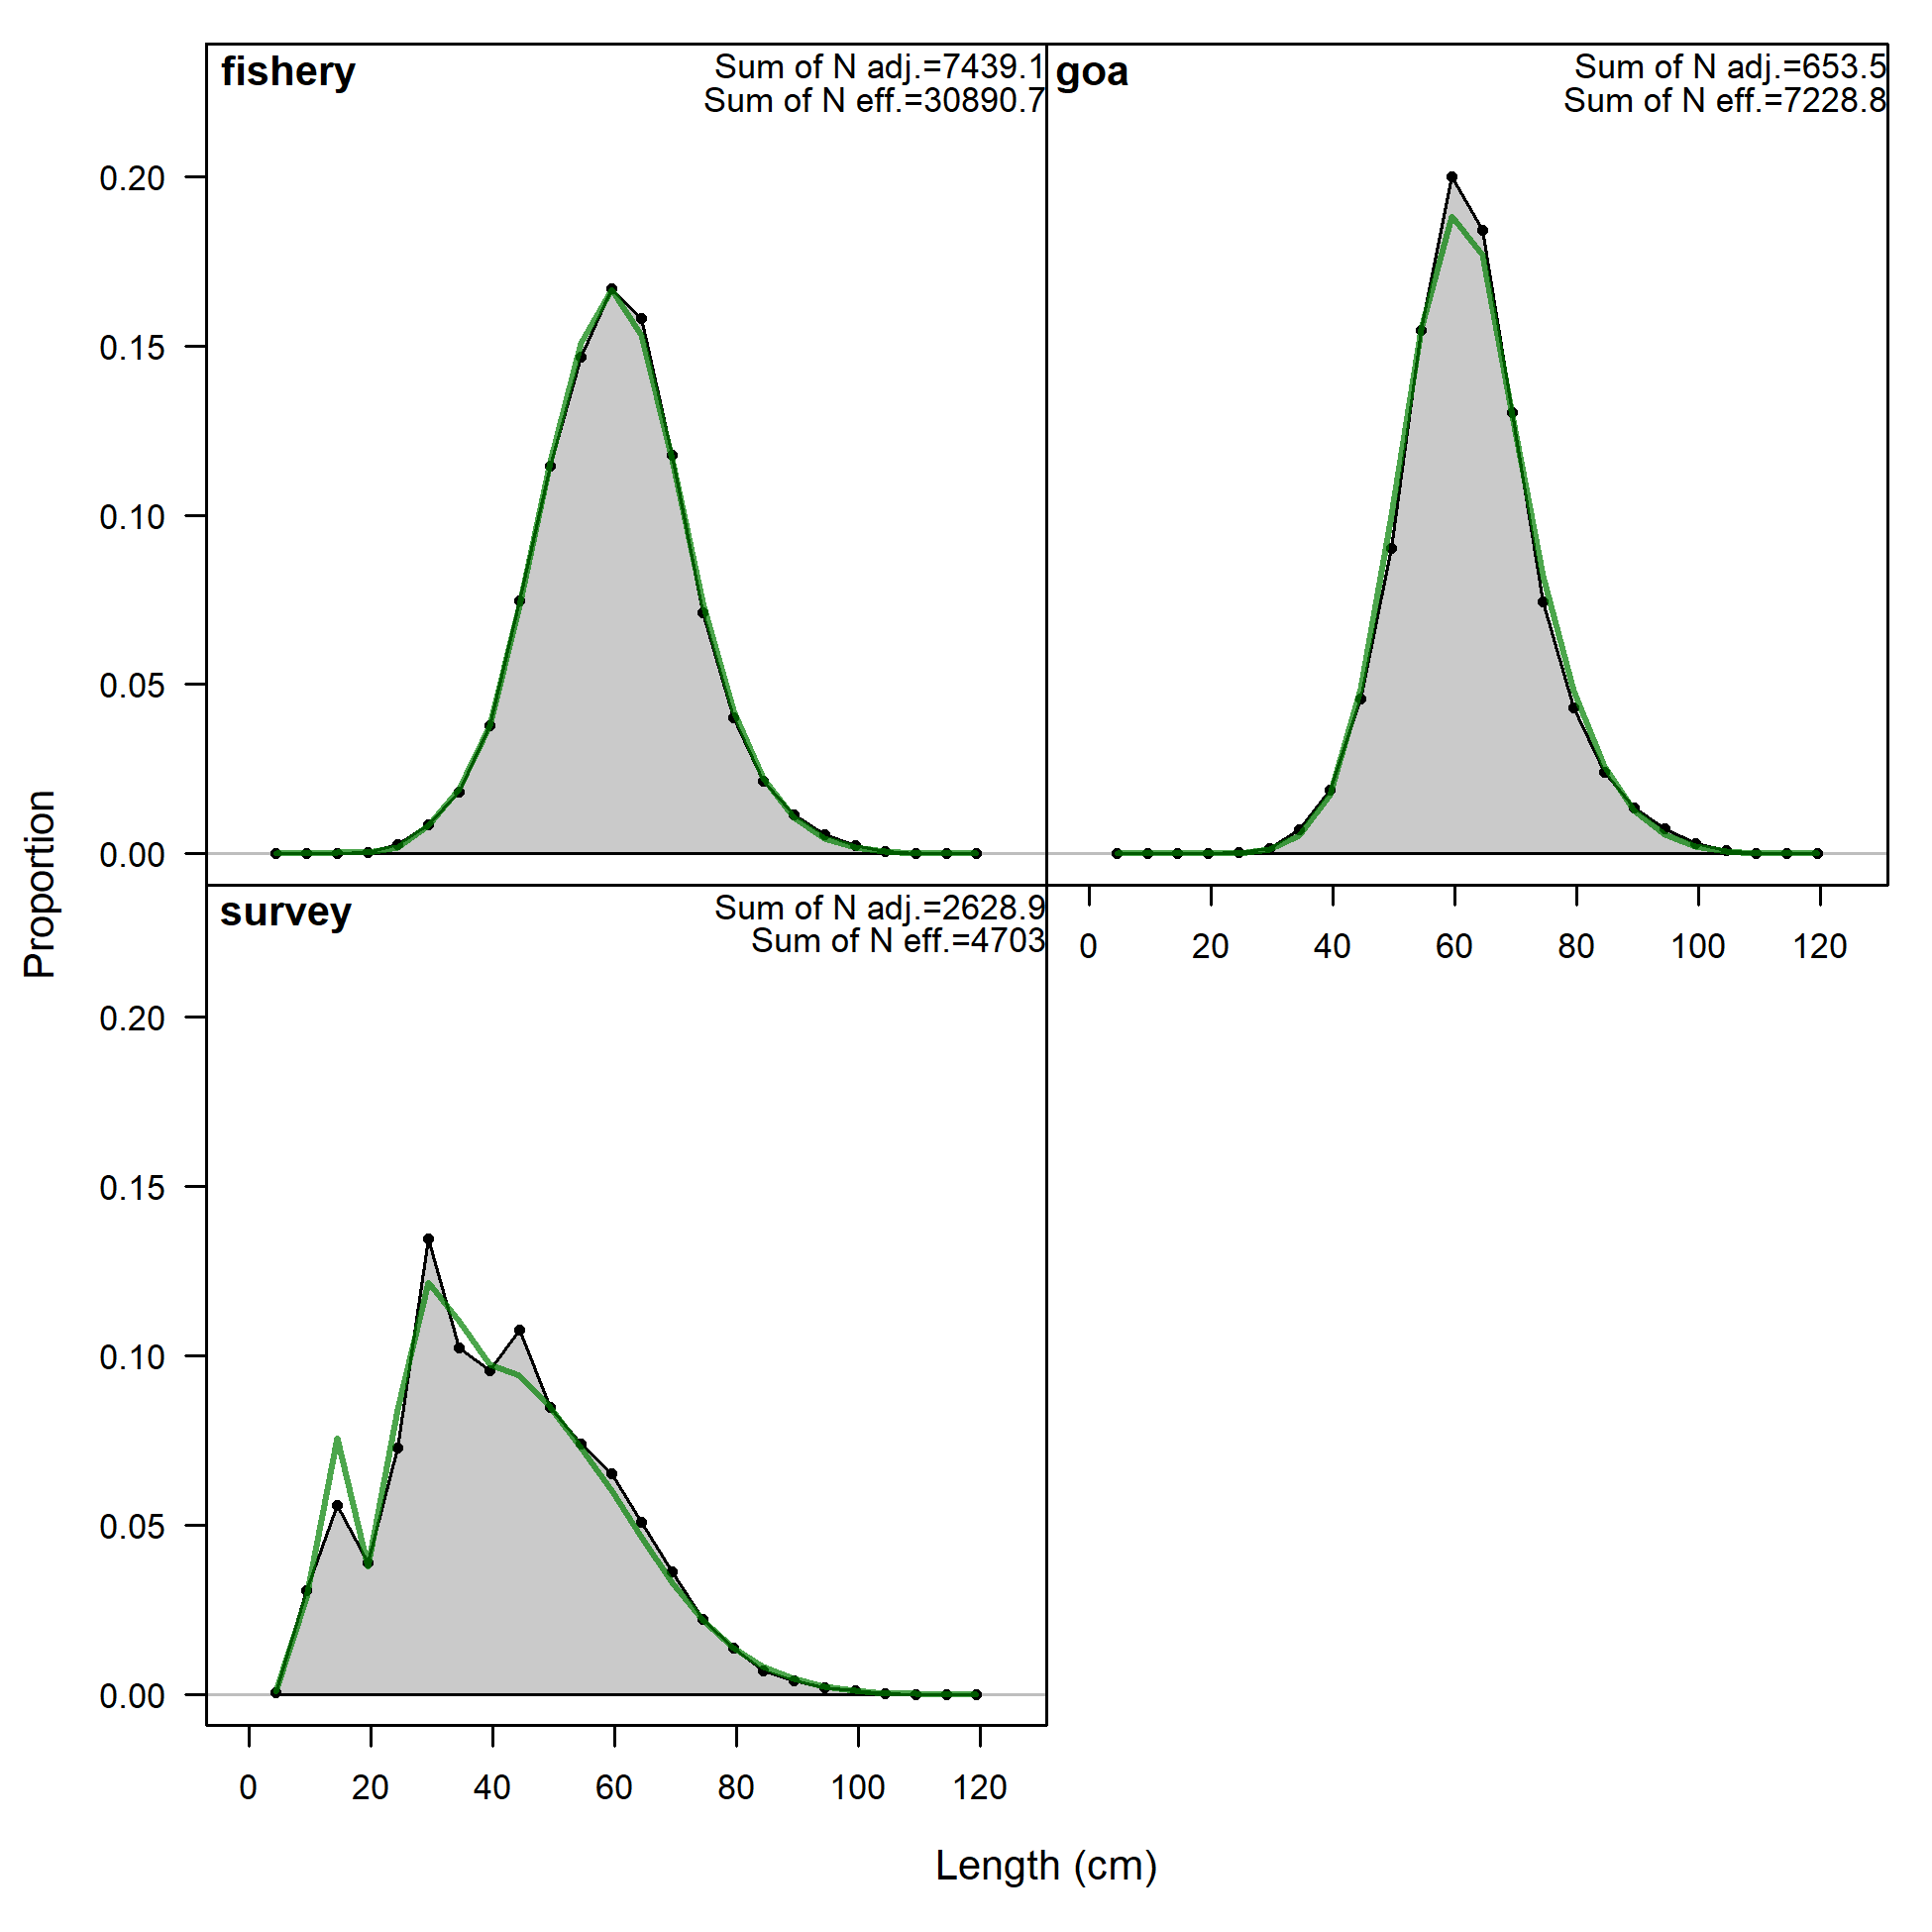 fishery
Sum of N adj.=7439.1
Sum of N eff.=30890.7
goa
Sum of N adj.=653.5
Sum of N eff.=7228.8
0.20
0.15
0.10
0.05
0.00
survey
Sum of N adj.=2628.9
Sum of N eff.=4703
0 20 40 60 80 100 120
0.20
0.15
0.10
0.05
0.00
0 20 40 60 80 100 120
Proportion
Length (cm)